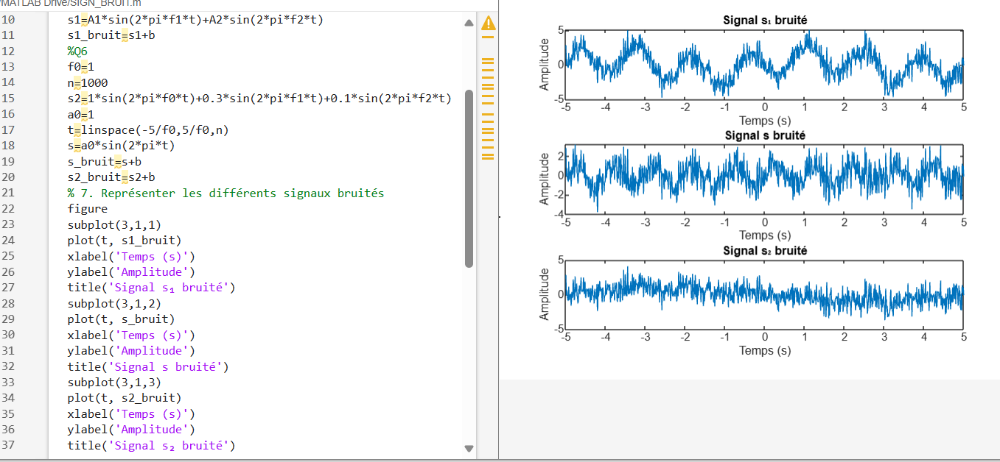 /MATLAB Drive/SIGN_BRUIT.m
10 s1=A1*sin(2*pi*f1*t)+A2*sin(2*pi*f2*t)
11 s1_bruit=s1+b
12 %Q6
13 f0=1
14 n=1000
15 s2=1*sin(2*pi*f0*t)+0.3*sin(2*pi*f1*t)+0.1*sin(2*pi*f2*t)
16 a0=1
17 t=linspace(-5/f0,5/f0,n)
18 s=a0*sin(2*pi*t)
19 s_bruit=s+b
20 s2_bruit=s2+b
21 % 7. Représenter les différents signaux bruités
22 figure
23 subplot(3,1,1)
24 plot(t, s1_bruit)
25 xlabel('Temps (s)')
26 ylabel('Amplitude')
27 title('Signal s₁ bruité')
28 subplot(3,1,2)
29 plot(t, s_bruit)
30 xlabel('Temps (s)')
31 ylabel('Amplitude')
32 title('Signal s bruité')
33 subplot(3,1,3)
34 plot(t, s2_bruit)
35 xlabel('Temps (s)')
36 ylabel('Amplitude')
37 title('Signal s₂ bruité')
Signal s₁ bruité
Amplitude
5
0
-5
-5 -4 -3 -2 -1 0 1 2 3 4 5
Temps (s)
Signal s bruité
Amplitude
2
0
-2
-4
-5 -4 -3 -2 -1 0 1 2 3 4 5
Temps (s)
Signal s₂ bruité
Amplitude
5
0
-5
-5 -4 -3 -2 -1 0 1 2 3 4 5
Temps (s)